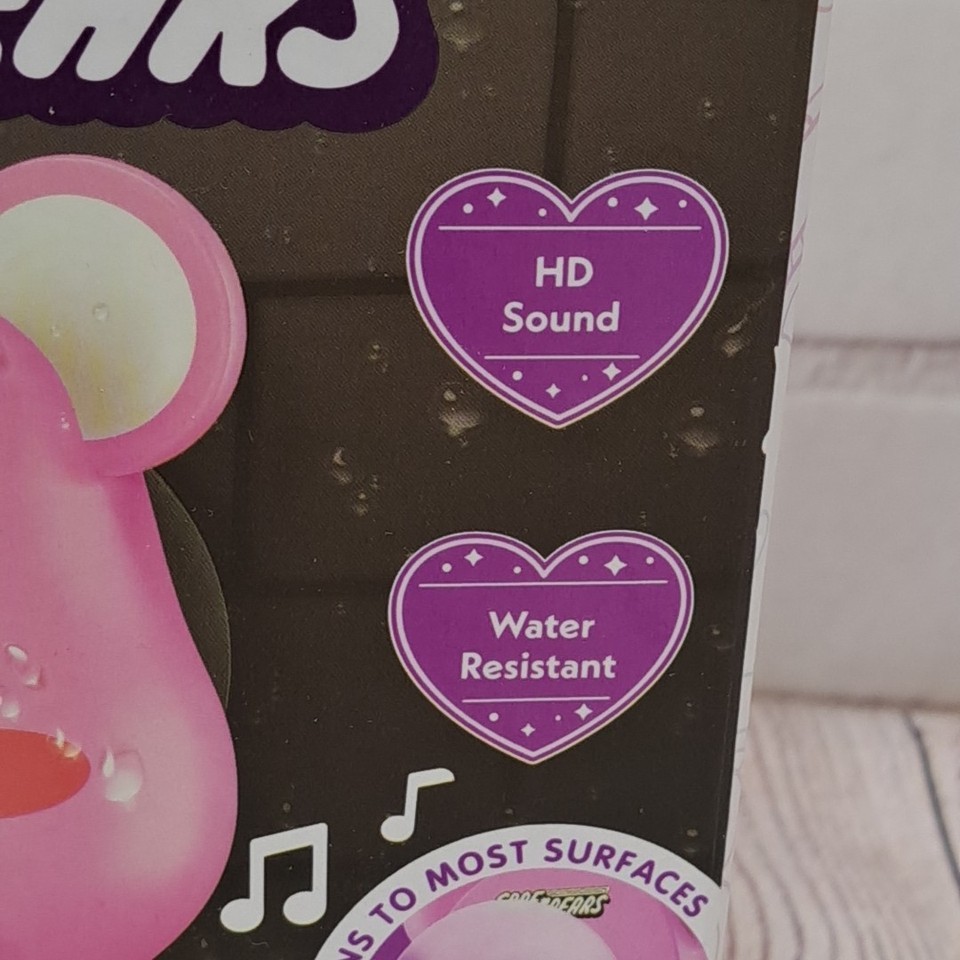 HD
Sound
Water
Resistant
TO MOST SURFACES